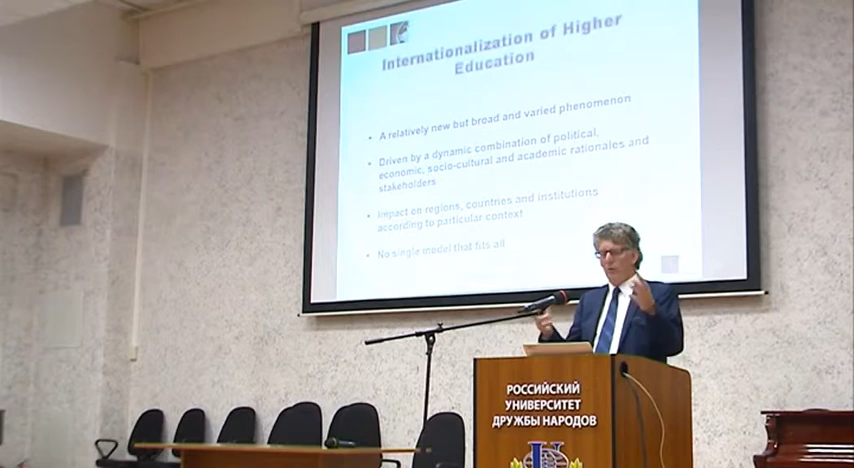 Internationalization of Higher
Education
• A relatively new but broad and varied phenomenon
• Driven by a dynamic combination of political,
economic, socio-cultural and academic rationales and
stakeholders
• Impact on regions, countries and institutions
according to particular context
• No single model that fits all
РОССИЙСКИЙ
УНИВЕРСИТЕТ
ДРУЖБЫ НАРОДОВ